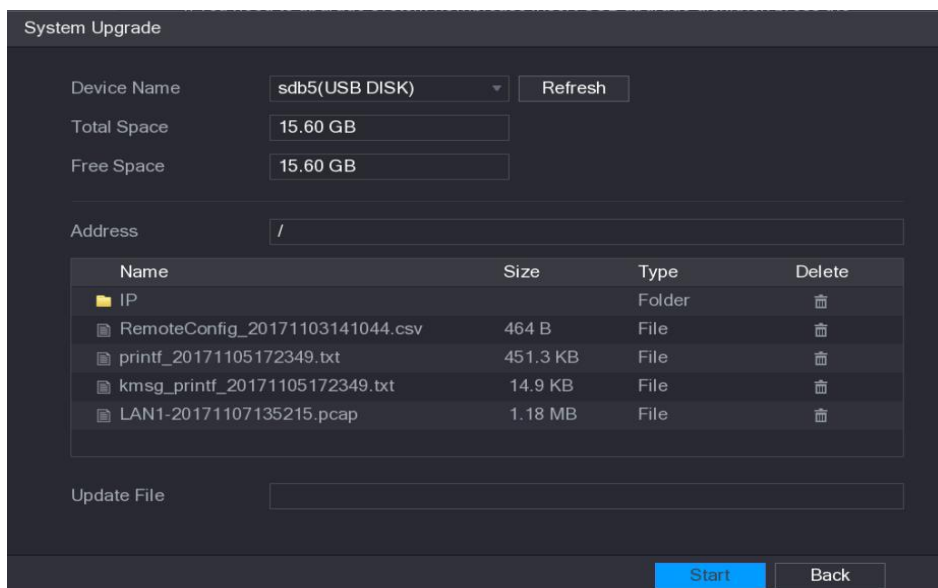 System Upgrade
Device Name sdb5(USB DISK) Refresh
Total Space 15.60 GB
Free Space 15.60 GB
Address /
Name Size Type Delete
IP Folder
RemoteConfig_20171103141044.csv 464 B File
printf_20171105172349.txt 451.3 KB File
kmsg_printf_20171105172349.txt 14.9 KB File
LAN1-20171107135215.pcap 1.18 MB File
Update File
Start Back